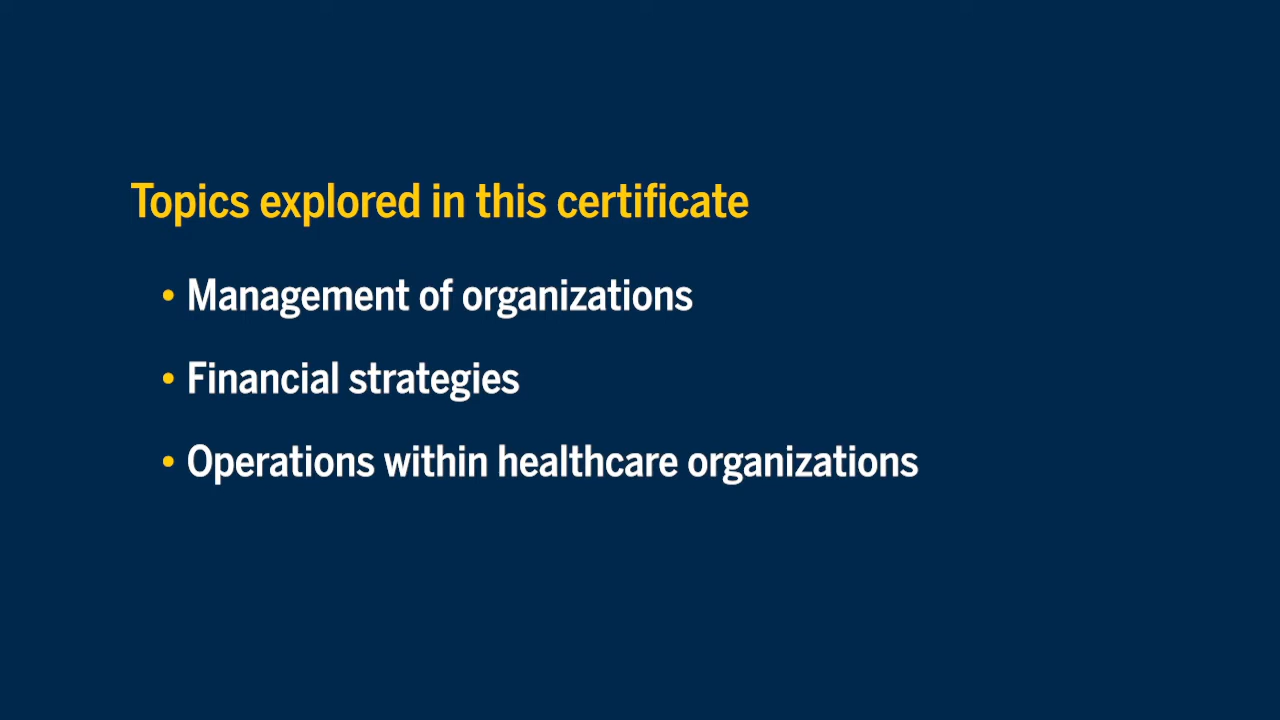 Topics explored in this certificate
• Management of organizations
• Financial strategies
• Operations within healthcare organizations